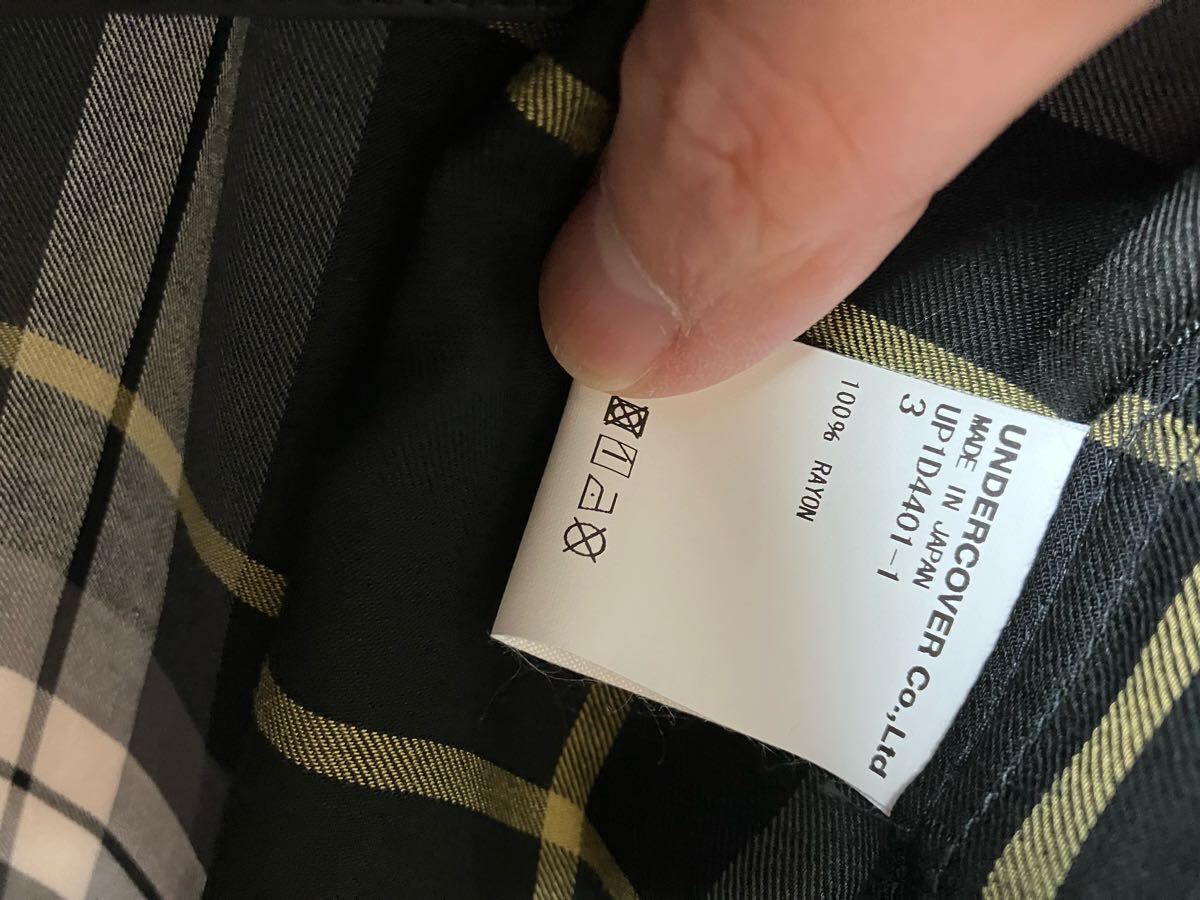 UNDERCOVER Co.,Ltd
MADE IN JAPAN
UP1D4401-1
3
100% RAYON